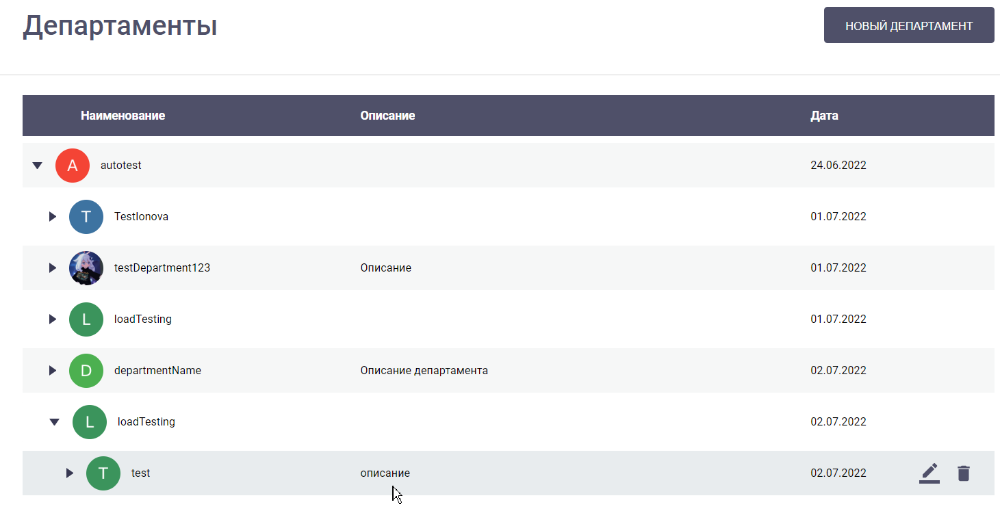 Департаменты
НОВЫЙ ДЕПАРТАМЕНТ
Наименование Описание Дата
A autotest 24.06.2022
T TestIonova 01.07.2022
testDepartment123 Описание 01.07.2022
L loadTesting 01.07.2022
D departmentName Описание департамента 02.07.2022
L loadTesting 02.07.2022
T test описание 02.07.2022